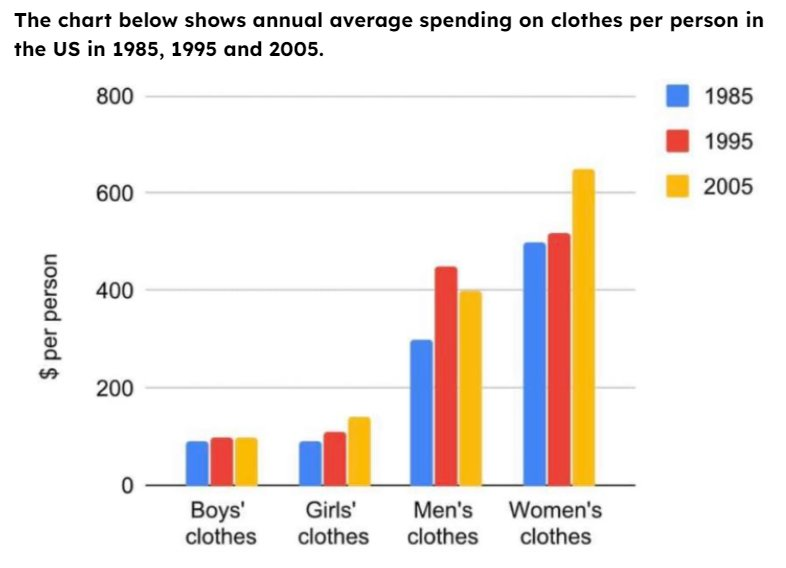 The chart below shows annual average spending on clothes per person in
the US in 1985, 1995 and 2005.
800
600
400
200
0
$ per person
Boys'
clothes
Girls'
clothes
Men's
clothes
Women's
clothes
1985
1995
2005